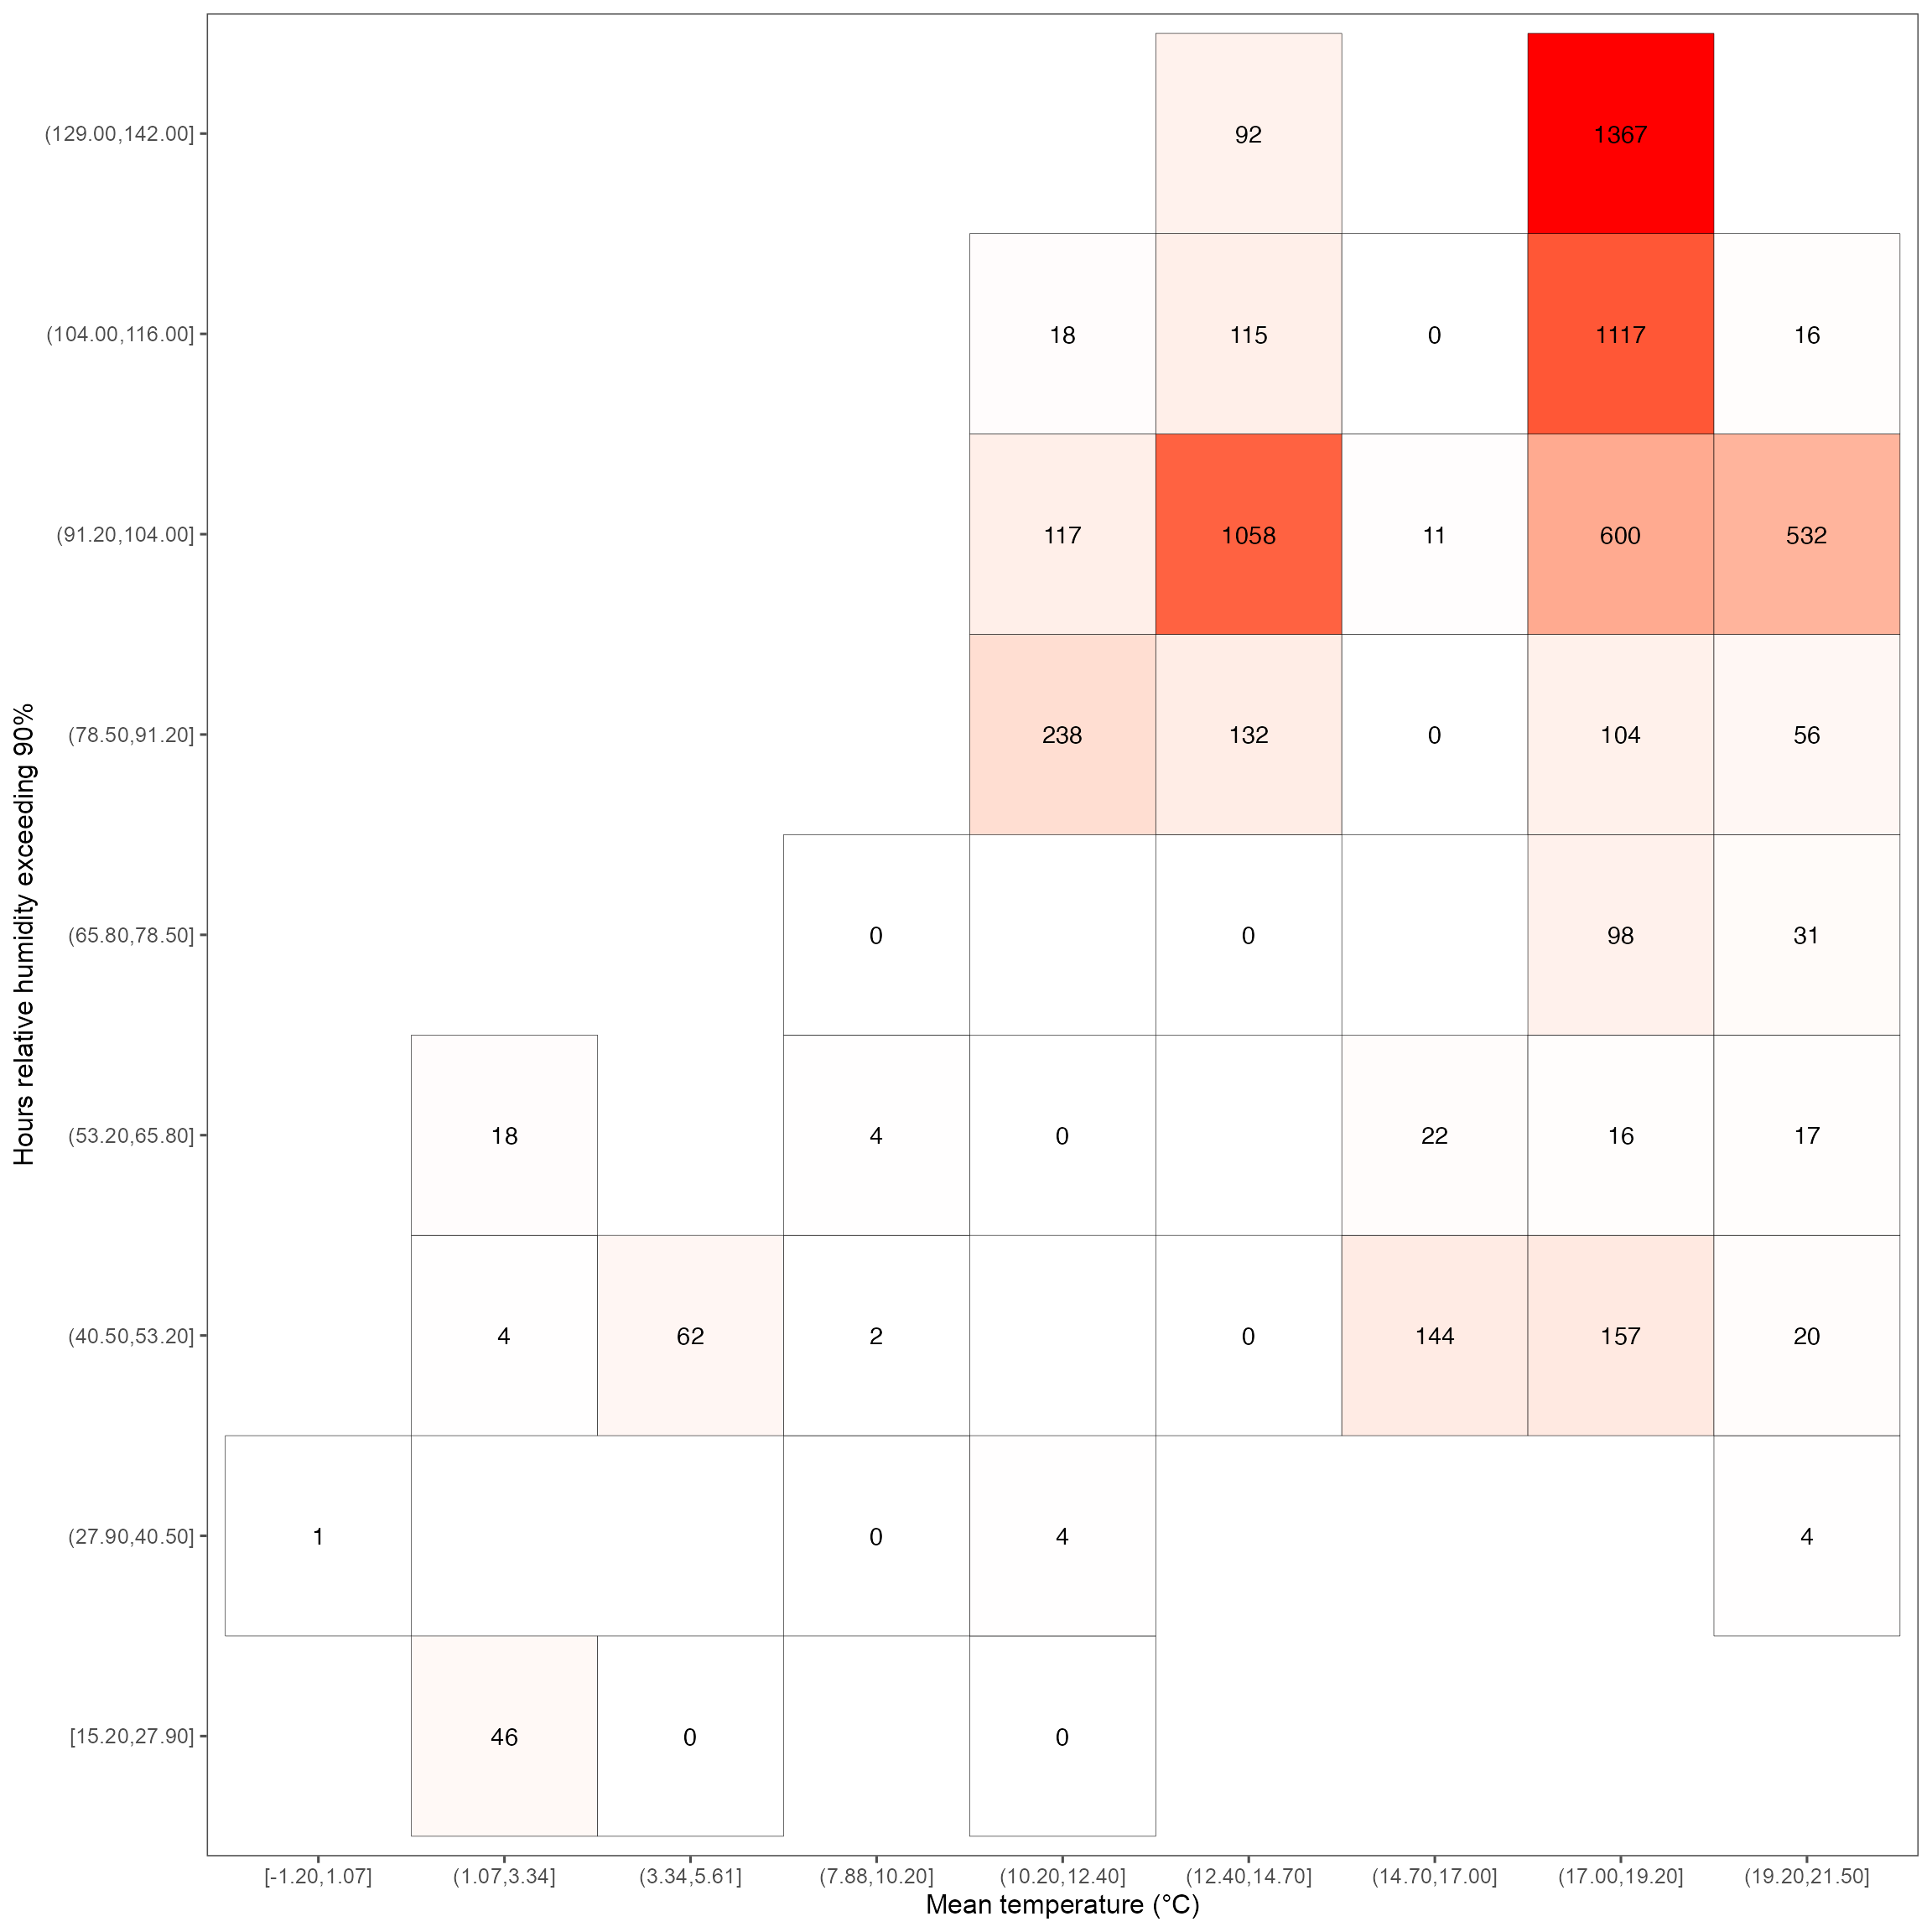 (129.00,142.00] 92 1367
(104.00,116.00] 18 115 0 1117 16
(91.20,104.00] 117 1058 11 600 532
(78.50,91.20] 238 132 0 104 56
(65.80,78.50] 0 0 98 31
(53.20,65.80] 18 4 0 22 16 17
(40.50,53.20] 4 62 2 0 144 157 20
(27.90,40.50] 1 0 4 4
[15.20,27.90] 46 0 0
Hours relative humidity exceeding 90%
[-1.20,1.07] (1.07,3.34] (3.34,5.61] (7.88,10.20] (10.20,12.40] (12.40,14.70] (14.70,17.00] (17.00,19.20] (19.20,21.50]
Mean temperature (°C)